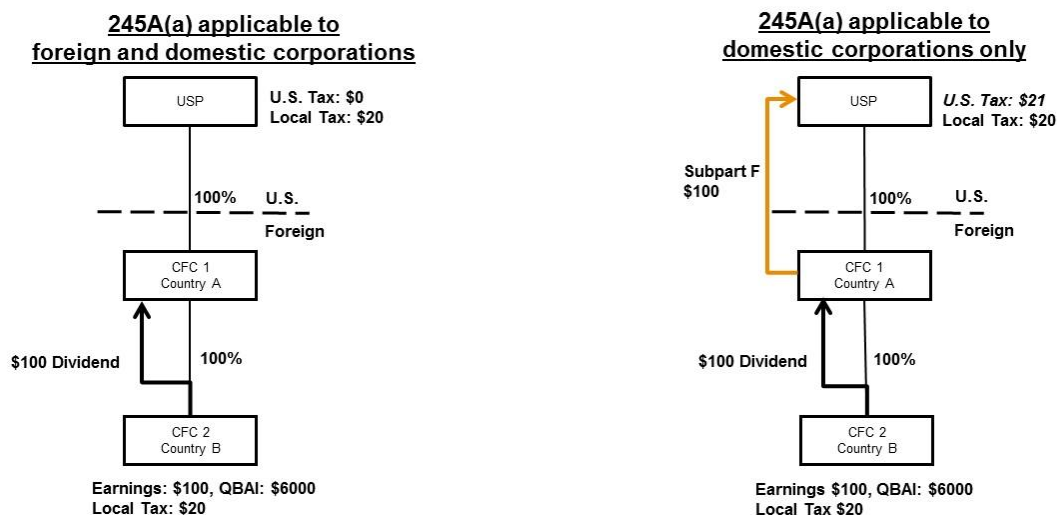 245A(a) applicable to
foreign and domestic corporations
USP
U.S. Tax: $0
Local Tax: $20
100%
U.S.
Foreign
CFC 1
Country A
$100 Dividend
100%
CFC 2
Country B
Earnings: $100, QBAI: $6000
Local Tax: $20
245A(a) applicable to
domestic corporations only
USP
U.S. Tax: $21
Local Tax: $20
Subpart F
$100
100%
U.S.
Foreign
CFC 1
Country A
$100 Dividend
100%
CFC 2
Country B
Earnings $100, QBAI: $6000
Local Tax $20